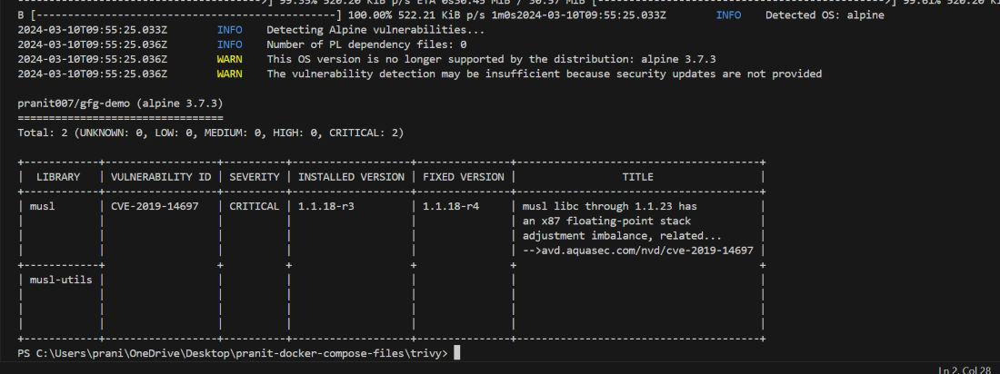 -------------------------------------->] 99.35% 520.20 KiB p/s ETA 0s30.45 MiB / 30.57 MiB [------------------------------------------------>] 99.61% 520.20 Ki
B [-------------------------------------------------] 100.00% 522.21 KiB p/s 1m0s2024-03-10T09:55:25.033Z INFO Detected OS: alpine
2024-03-10T09:55:25.033Z INFO Detecting Alpine vulnerabilities...
2024-03-10T09:55:25.036Z INFO Number of PL dependency files: 0
2024-03-10T09:55:25.036Z WARN This OS version is no longer supported by the distribution: alpine 3.7.3
2024-03-10T09:55:25.036Z WARN The vulnerability detection may be insufficient because security updates are not provided
pranit007/gfg-demo (alpine 3.7.3)
=================================
Total: 2 (UNKNOWN: 0, LOW: 0, MEDIUM: 0, HIGH: 0, CRITICAL: 2)
+------------+------------------+----------+-------------------+---------------+---------------------------------------+
| LIBRARY | VULNERABILITY ID | SEVERITY | INSTALLED VERSION | FIXED VERSION | TITLE |
+------------+------------------+----------+-------------------+---------------+---------------------------------------+
| musl | CVE-2019-14697 | CRITICAL | 1.1.18-r3 | 1.1.18-r4 | musl libc through 1.1.23 has |
| | | | | | an x87 floating-point stack |
| | | | | | adjustment imbalance, related... |
| | | | | | -->avd.aquasec.com/nvd/cve-2019-14697 |
+------------+ + + + + +
| musl-utils | | | | | |
| | | | | | |
| | | | | | |
| | | | | | |
+------------+------------------+----------+-------------------+---------------+---------------------------------------+
PS C:\Users\prani\OneDrive\Desktop\pranit-docker-compose-files\trivy>
Ln 2, Col 28